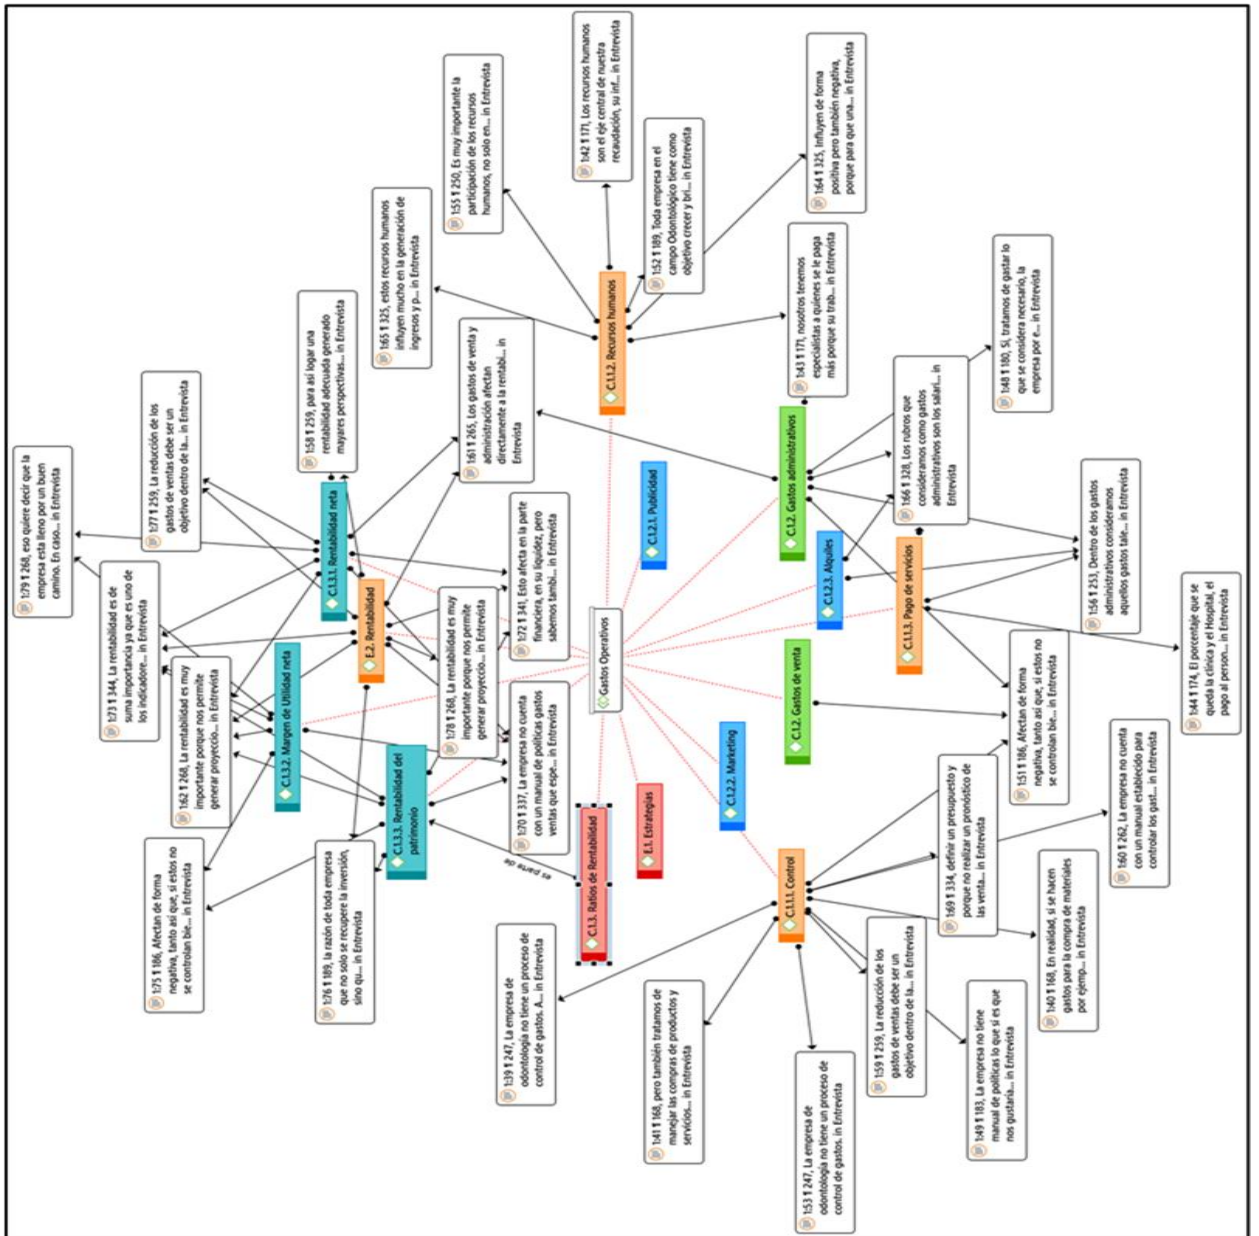 1:79 ¶ 268, eso quiere decir que la
empresa esta lleno por un buen
camino. En caso... in Entrevista
1:77 ¶ 259, La reducción de los
gastos de ventas debe ser un
objetivo dentro de la... in Entrevista
1:73 ¶ 344, La rentabilidad es de
suma importancia ya que es uno de
los indicadore... in Entrevista
1:62 ¶ 268, La rentabilidad es muy
importante porque nos permite
generar proyeccio... in Entrevista
1:75 ¶ 186, Afectan de forma
negativa, tanto así que, si estos no
se controlan bie... in Entrevista
1:58 ¶ 259, para así logar una
rentabilidad adecuada generado
mayares perspectivas... in Entrevista
C.1.3.1. Rentabilidad neta
C.1.3.2. Margen de Utilidad neta
E.2. Rentabilidad
C.1.3.3. Rentabilidad del
patrimonio
1:76 ¶ 189, la razón de toda empresa
que no solo se recupere la inversión,
sino qu... in Entrevista
1:65 ¶ 325, estos recursos humanos
influyen mucho en la generación de
ingresos y p... in Entrevista
1:55 ¶ 250, Es muy importante la
participación de los recursos
humanos, no solo en... in Entrevista
1:61 ¶ 265, Los gastos de venta y
administración afectan
directamente a la rentabi... in
Entrevista
1:78 ¶ 268, La rentabilidad es muy
importante porque nos permite
generar proyeccio... in Entrevista
1:72 ¶ 341, Esto afecta en la parte
financiera, en su liquidez, pero
sabemos tambi... in Entrevista
1:70 ¶ 337, La empresa no cuenta
con un manual de políticas gastos
ventas que espe... in Entrevista
es parte de
1:39 ¶ 247, La empresa de
odontología no tiene un proceso de
control de gastos. A... in Entrevista
1:42 ¶ 171, Los recursos humanos
son el eje central de nuestra
recaudación, su inf... in Entrevista
C.1.1.2. Recursos humanos
Gastos Operativos
C.1.3. Ratios de Rentabilidad
1:52 ¶ 189, Toda empresa en el
campo Odontológico tiene como
objetivo crecer y bri... in Entrevista
C.1.2.1. Publicidad
E.1. Estrategias
1:41 ¶ 168, pero también tratamos de
manejar las compras de productos y
servicios... in Entrevista
C.1.2.2. Marketing
1:64 ¶ 325, Influyen de forma
positiva pero también negativa,
porque para que una... in Entrevista
1:43 ¶ 171, nosotros tenemos
especialistas a quienes se le paga
más porque su trab... in Entrevista
C.1.2. Gastos administrativos
C.1.2.3. Alquiles
C.1.2. Gastos de venta
C.1.1.1. Control
1:53 ¶ 247, La empresa de
odontología no tiene un proceso de
control de gastos. in Entrevista
1:66 ¶ 328, Los rubros que
consideramos como gastos
administrativos son los salari... in
Entrevista
C.1.1.3. Pago de servicios
1:59 ¶ 259, La reducción de los
gastos de ventas debe ser un
objetivo dentro de la... in Entrevista
1:69 ¶ 334, definir un presupuesto y
porque no realizar un pronóstico de
las venta... in Entrevista
1:48 ¶ 180, Si, tratamos de gastar lo
que se considera necesario, la
empresa por e... in Entrevista
1:51 ¶ 186, Afectan de forma
negativa, tanto así que, si estos no
se controlan bie... in Entrevista
1:49 ¶ 183, La empresa no tiene
manual de políticas lo que sí es que
nos gustaría... in Entrevista
1:40 ¶ 168, En realidad, si se hacen
gastos para la compra de materiales
por ejemp... in Entrevista
1:56 ¶ 253, Dentro de los gastos
administrativos consideramos
aquellos gastos tale... in Entrevista
1:60 ¶ 262, La empresa no cuenta
con un manual establecido para
controlar los gast... in Entrevista
1:44 ¶ 174, El porcentaje que se
queda la clínica y el Hospital, el
pago al person... in Entrevista